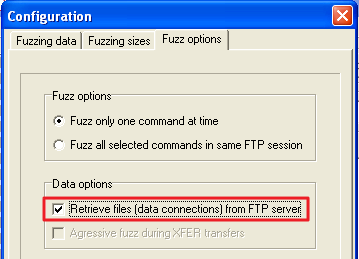 Configuration
Fuzzing data Fuzzing sizes Fuzz options
Fuzz options
Fuzz only one command at time
Fuzz all selected commands in same FTP session
Data options
Retrieve files (data connections) from FTP server
Agressive fuzz during XFER transfers